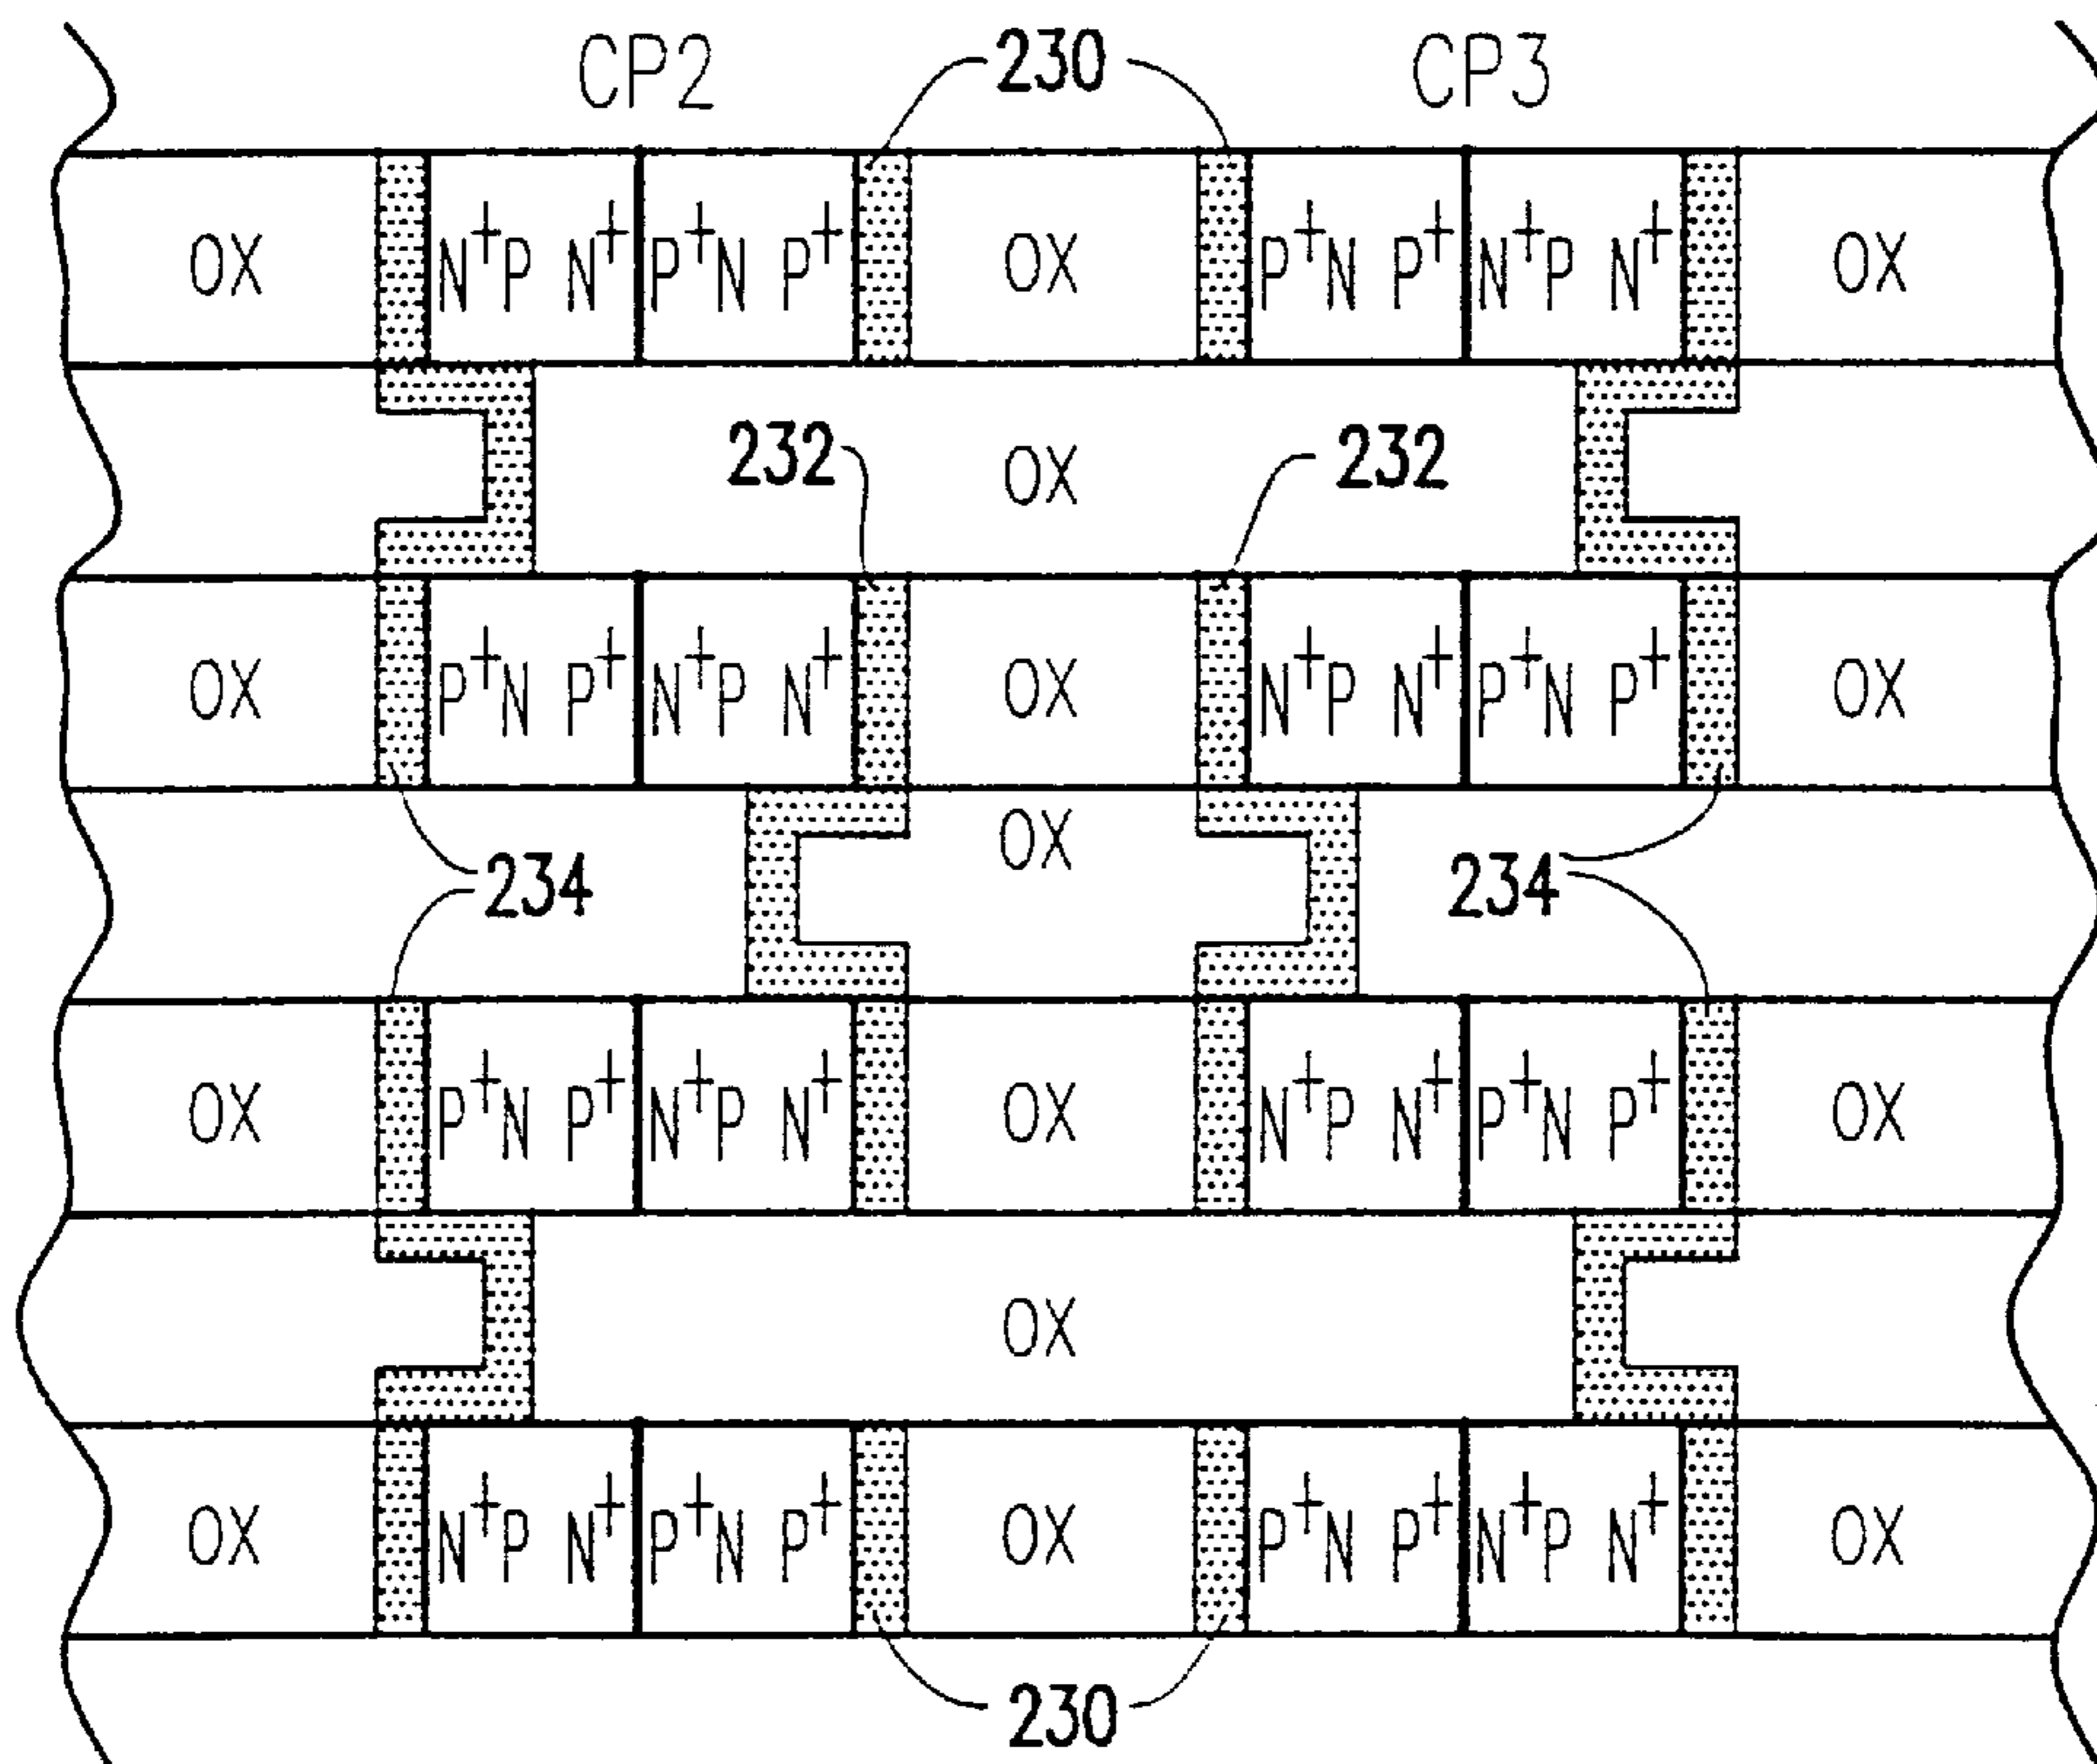 CP2 230 CP3
OX N+P N+ P+N P+ OX P+N P+ N+P N+ OX
232 OX 232
OX P+N P+ N+P N+ OX N+P N+ P+N P+ OX
OX
234 234
OX P+N P+ N+P N+ OX N+P N+ P+N P+ OX
OX
OX N+P N+ P+N P+ OX P+N P+ N+P N+ OX
230